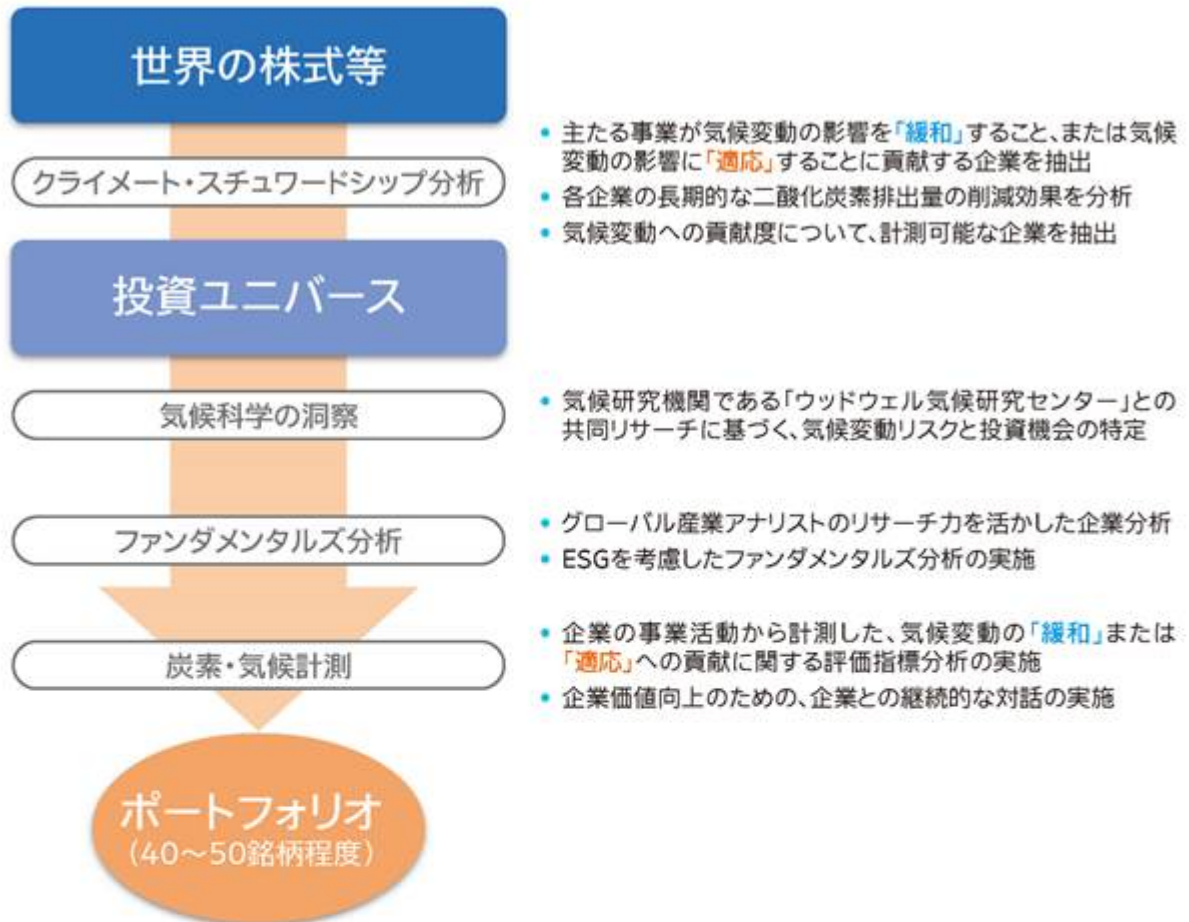 世界の株式等
クライメート・スチュワードシップ分析
• 主たる事業が気候変動の影響を「緩和」すること、または気候
変動の影響に「適応」することに貢献する企業を抽出
• 各企業の長期的な二酸化炭素排出量の削減効果を分析
• 気候変動への貢献度について、計測可能な企業を抽出
投資ユニバース
気候科学の洞察
• 気候研究機関である「ウッドウェル気候研究センター」との
共同リサーチに基づく、気候変動リスクと投資機会の特定
ファンダメンタルズ分析
• グローバル産業アナリストのリサーチ力を活かした企業分析
• ESGを考慮したファンダメンタルズ分析の実施
炭素・気候計測
• 企業の事業活動から計測した、気候変動の「緩和」または
「適応」への貢献に関する評価指標分析の実施
• 企業価値向上のための、企業との継続的な対話の実施
ポートフォリオ
（40～50銘柄程度）